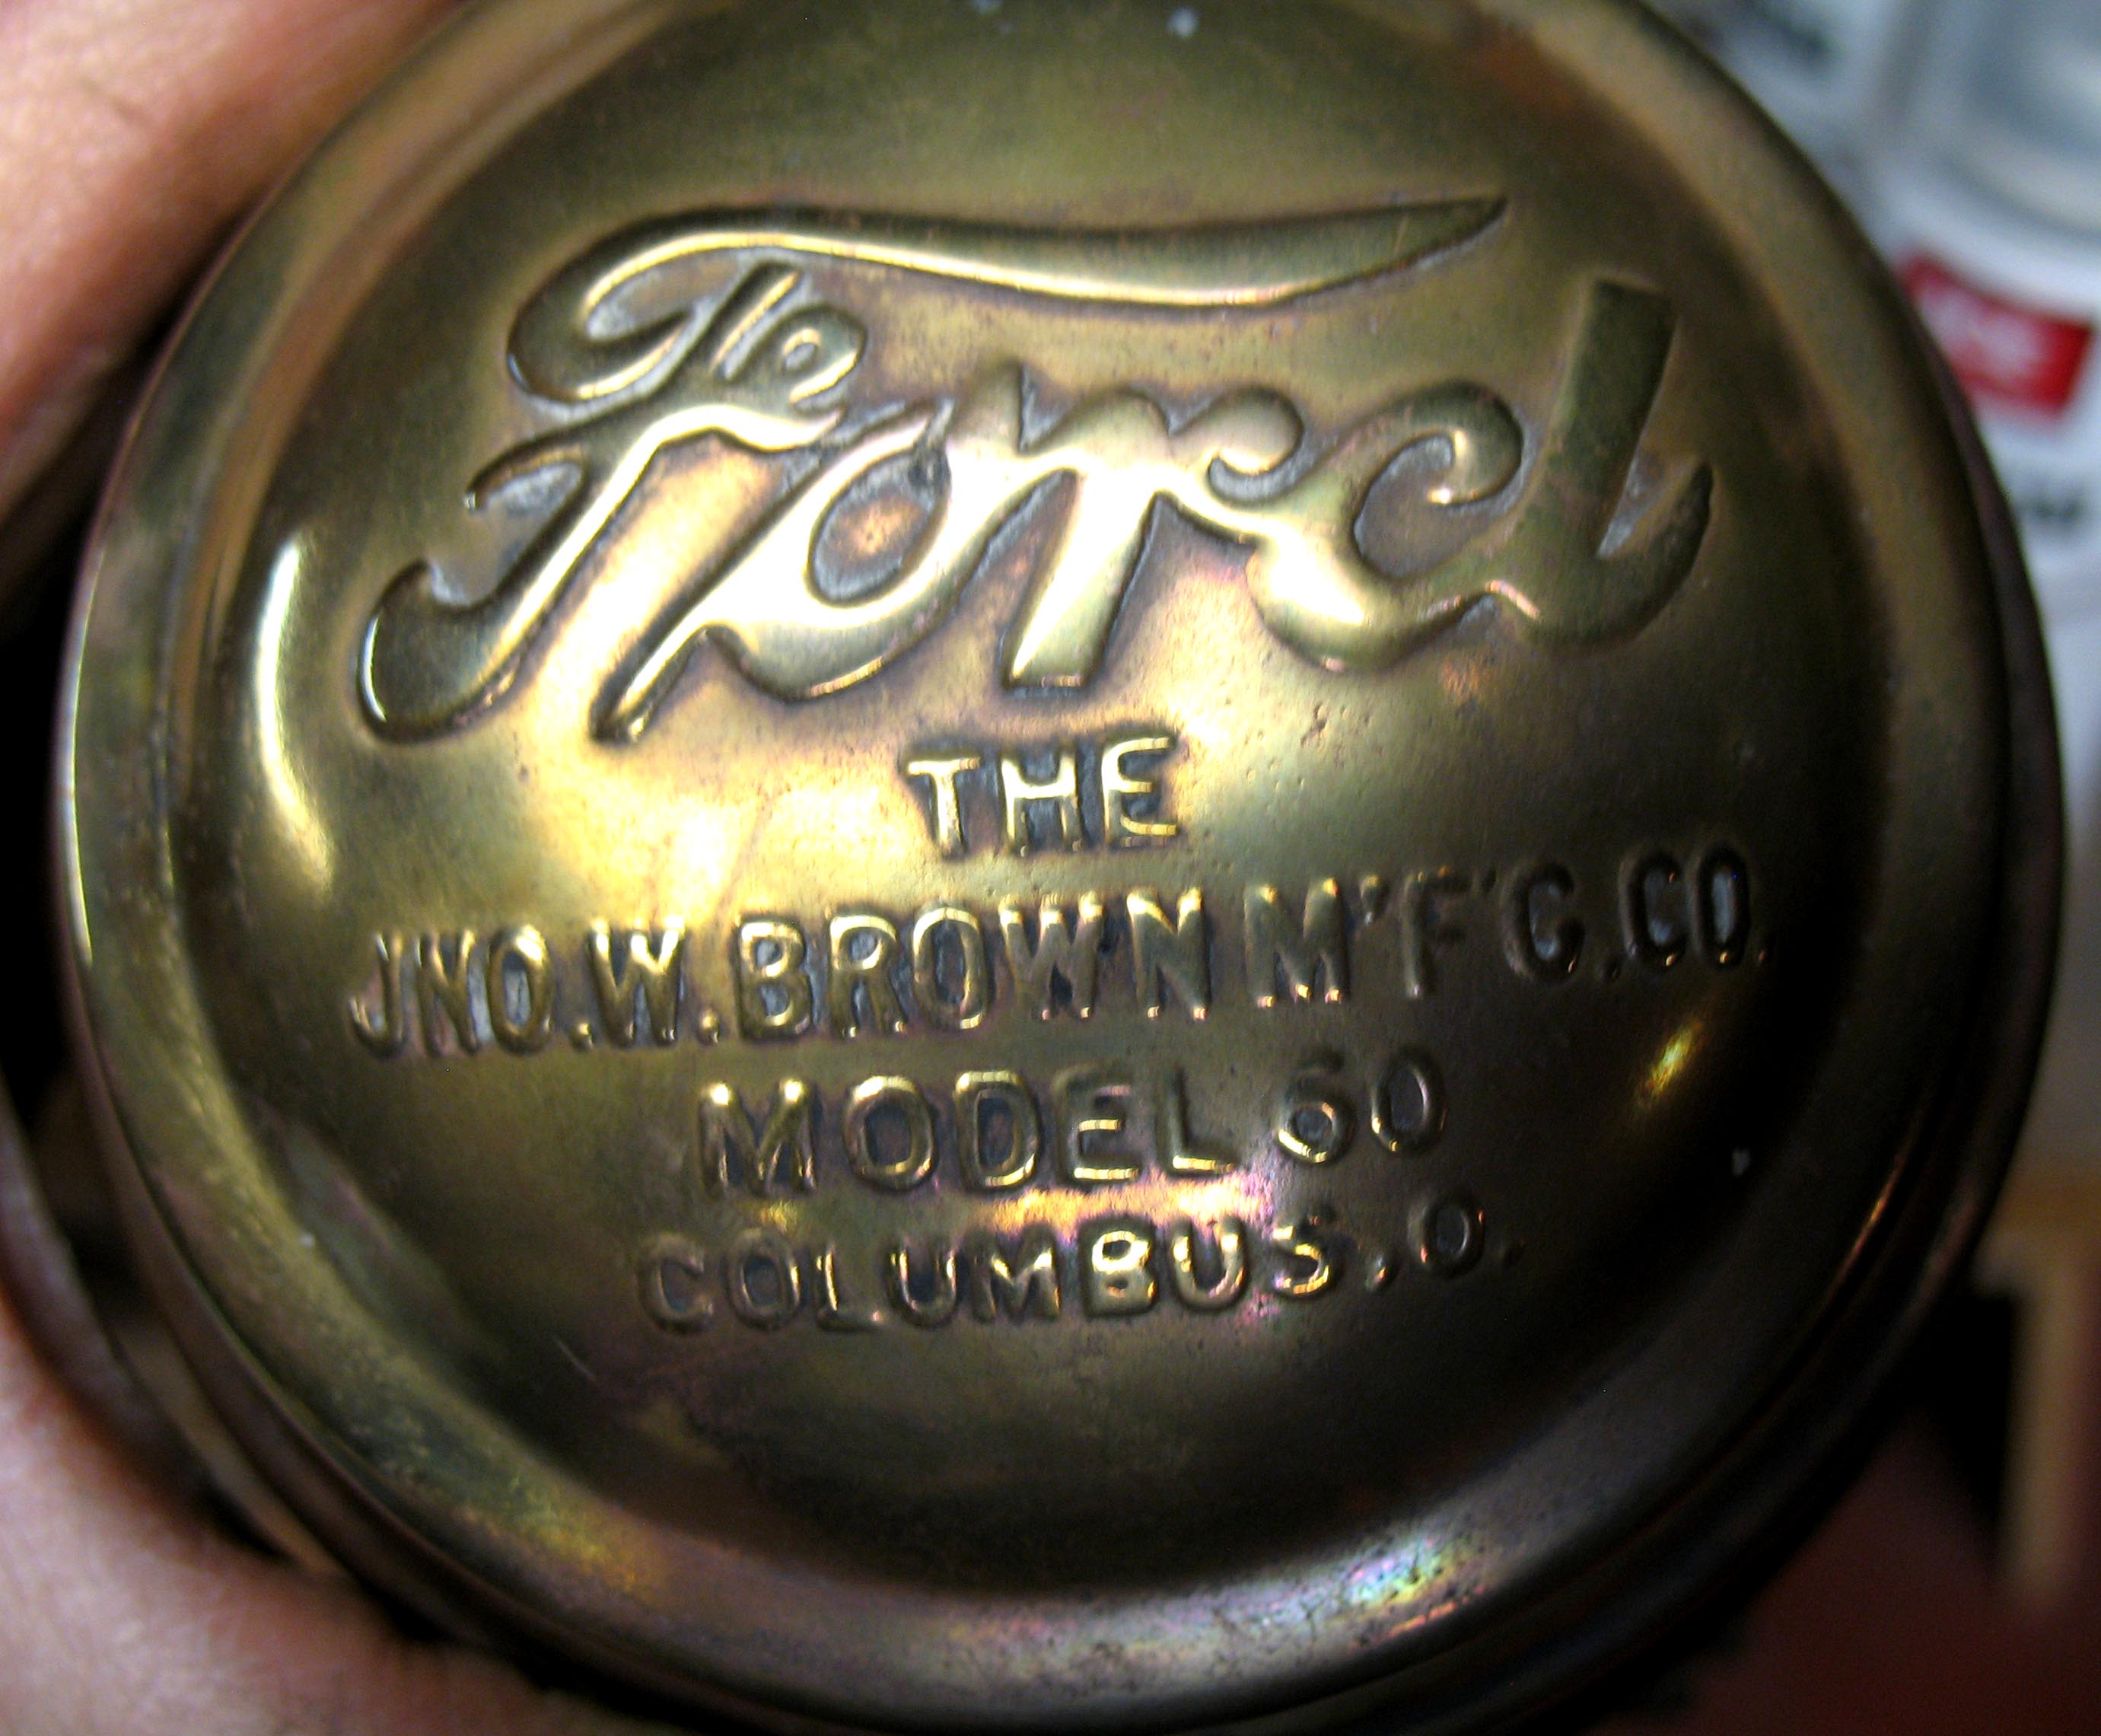 The
Ford
THE
JNO.W.BROWN M'F'G.CO.
MODEL 60
COLUMBUS,O.